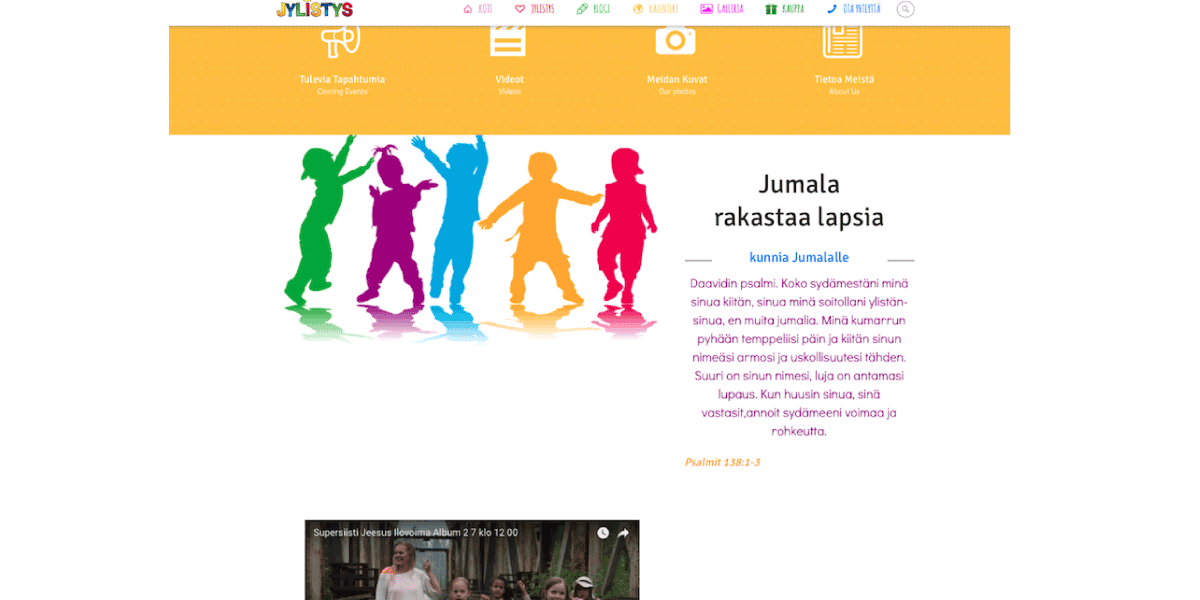 JYLISTYS
KOTI JYLISTYS BLOGI KALENTERI GALLERIA KAUPPA OTA YHTEYTTÄ
Tulevia Tapahtumia Videot Meidan Kuvat Tietoa Meistä
Coming Events Videos Our photos About Us
Jumala
rakastaa lapsia
kunnia Jumalalle
Daavidin psalmi. Koko sydämestäni minä
sinua kiitän, sinua minä soitollani ylistän-
sinua, en muita jumalia. Minä kumarrun
pyhään temppeliisi päin ja kiitän sinun
nimeäsi armosi ja uskollisuutesi tähden.
Suuri on sinun nimesi, luja on antamasi
lupaus. Kun huusin sinua, sinä
vastasit,annoit sydämeeni voimaa ja
rohkeutta.
Psalmit 138:1-3
Supersiisti Jeesus Ilovoima Album 2 7 klo 12 00